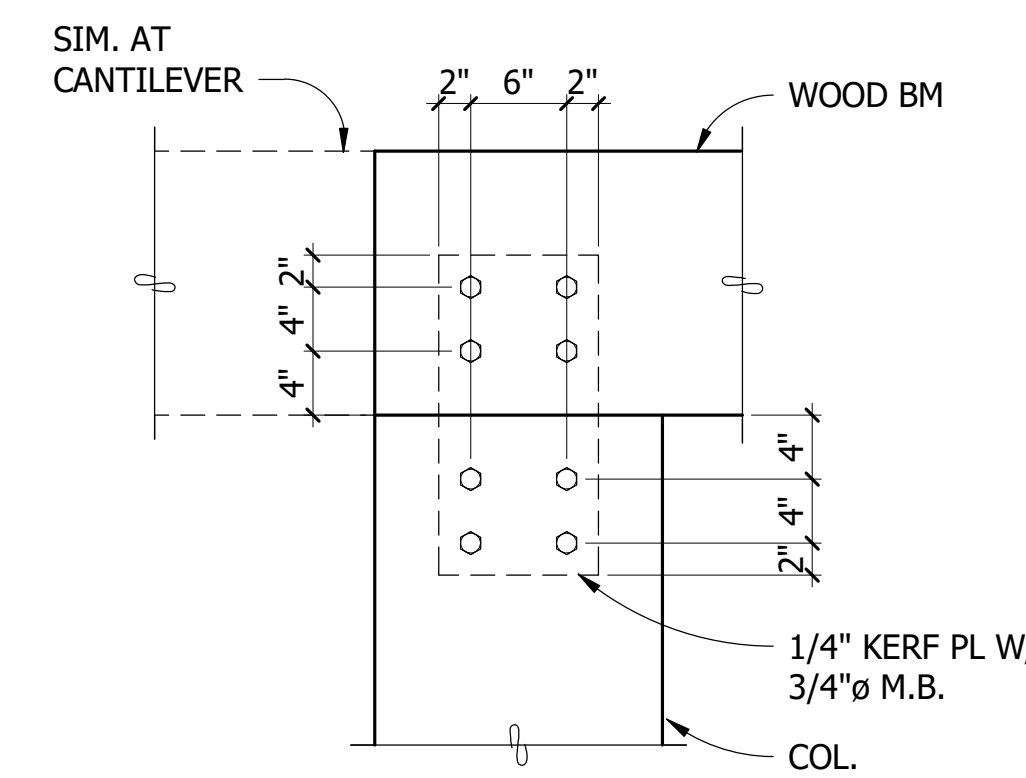 SIM. AT
CANTILEVER
2" 6" 2"
WOOD BM
2"
4"
4"
4"
4"
2"
1/4" KERF PL W/
3/4"ø M.B.
COL.